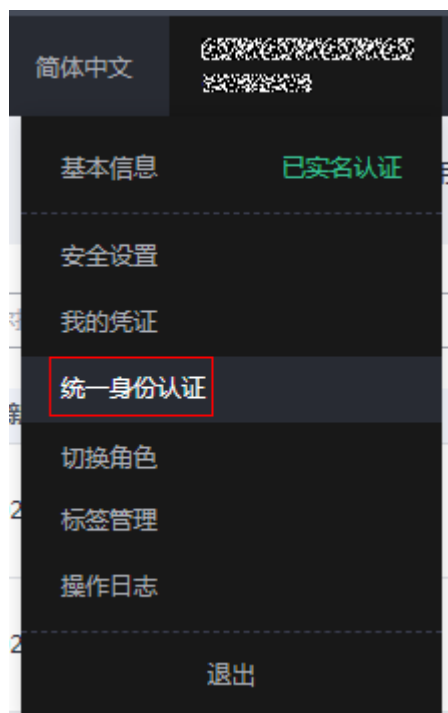 简体中文
基本信息 已实名认证
安全设置
我的凭证
统一身份认证
切换角色
标签管理
操作日志
退出